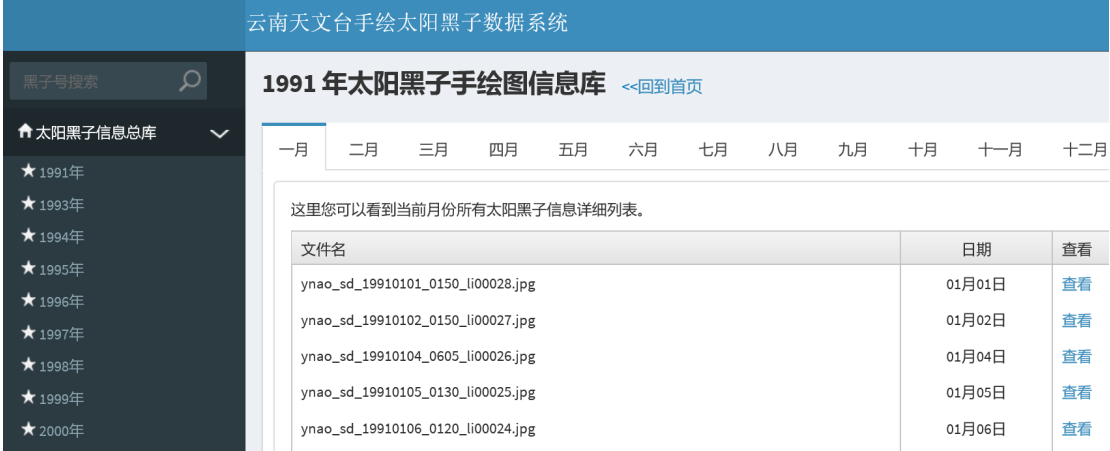 云南天文台手绘太阳黑子数据系统
黑子号搜索
太阳黑子信息总库
1991年
1993年
1994年
1995年
1996年
1997年
1998年
1999年
2000年
1991 年太阳黑子手绘图信息库 <<回到首页
一月 二月 三月 四月 五月 六月 七月 八月 九月 十月 十一月 十二月
这里您可以看到当前月份所有太阳黑子信息详细列表。
文件名 日期 查看
ynao_sd_19910101_0150_li00028.jpg 01月01日 查看
ynao_sd_19910102_0150_li00027.jpg 01月02日 查看
ynao_sd_19910104_0605_li00026.jpg 01月04日 查看
ynao_sd_19910105_0130_li00025.jpg 01月05日 查看
ynao_sd_19910106_0120_li00024.jpg 01月06日 查看